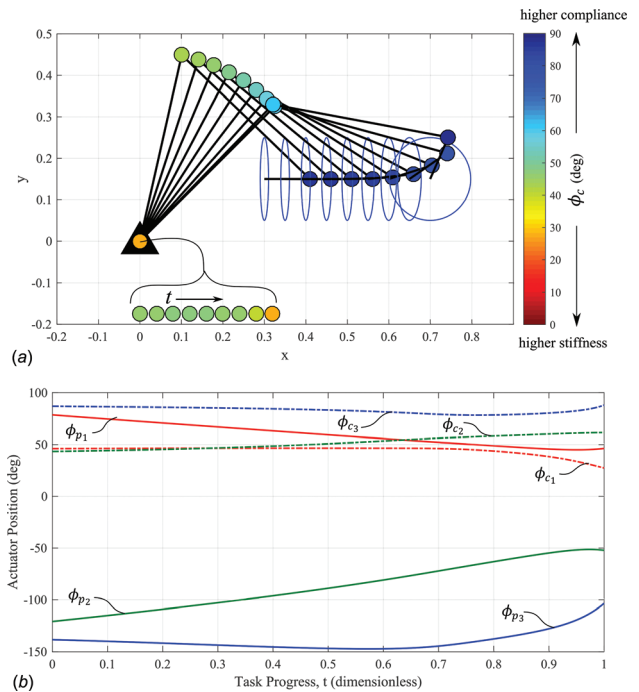 higher compliance
0.5
0.4
0.3
0.2
0.1
0
-0.1
-0.2
y
-0.2 -0.1 0 0.1 0.2 0.3 0.4 0.5 0.6 0.7 0.8
x
t
90
80
70
60
50
40
30
20
10
0
ϕc (deg)
higher stiffness
(a)
100
50
0
-50
-100
-150
Actuator Position (deg)
ϕp1
ϕc3
ϕc2
ϕc1
ϕp2
ϕp3
0 0.1 0.2 0.3 0.4 0.5 0.6 0.7 0.8 0.9 1
Task Progress, t (dimensionless)
(b)